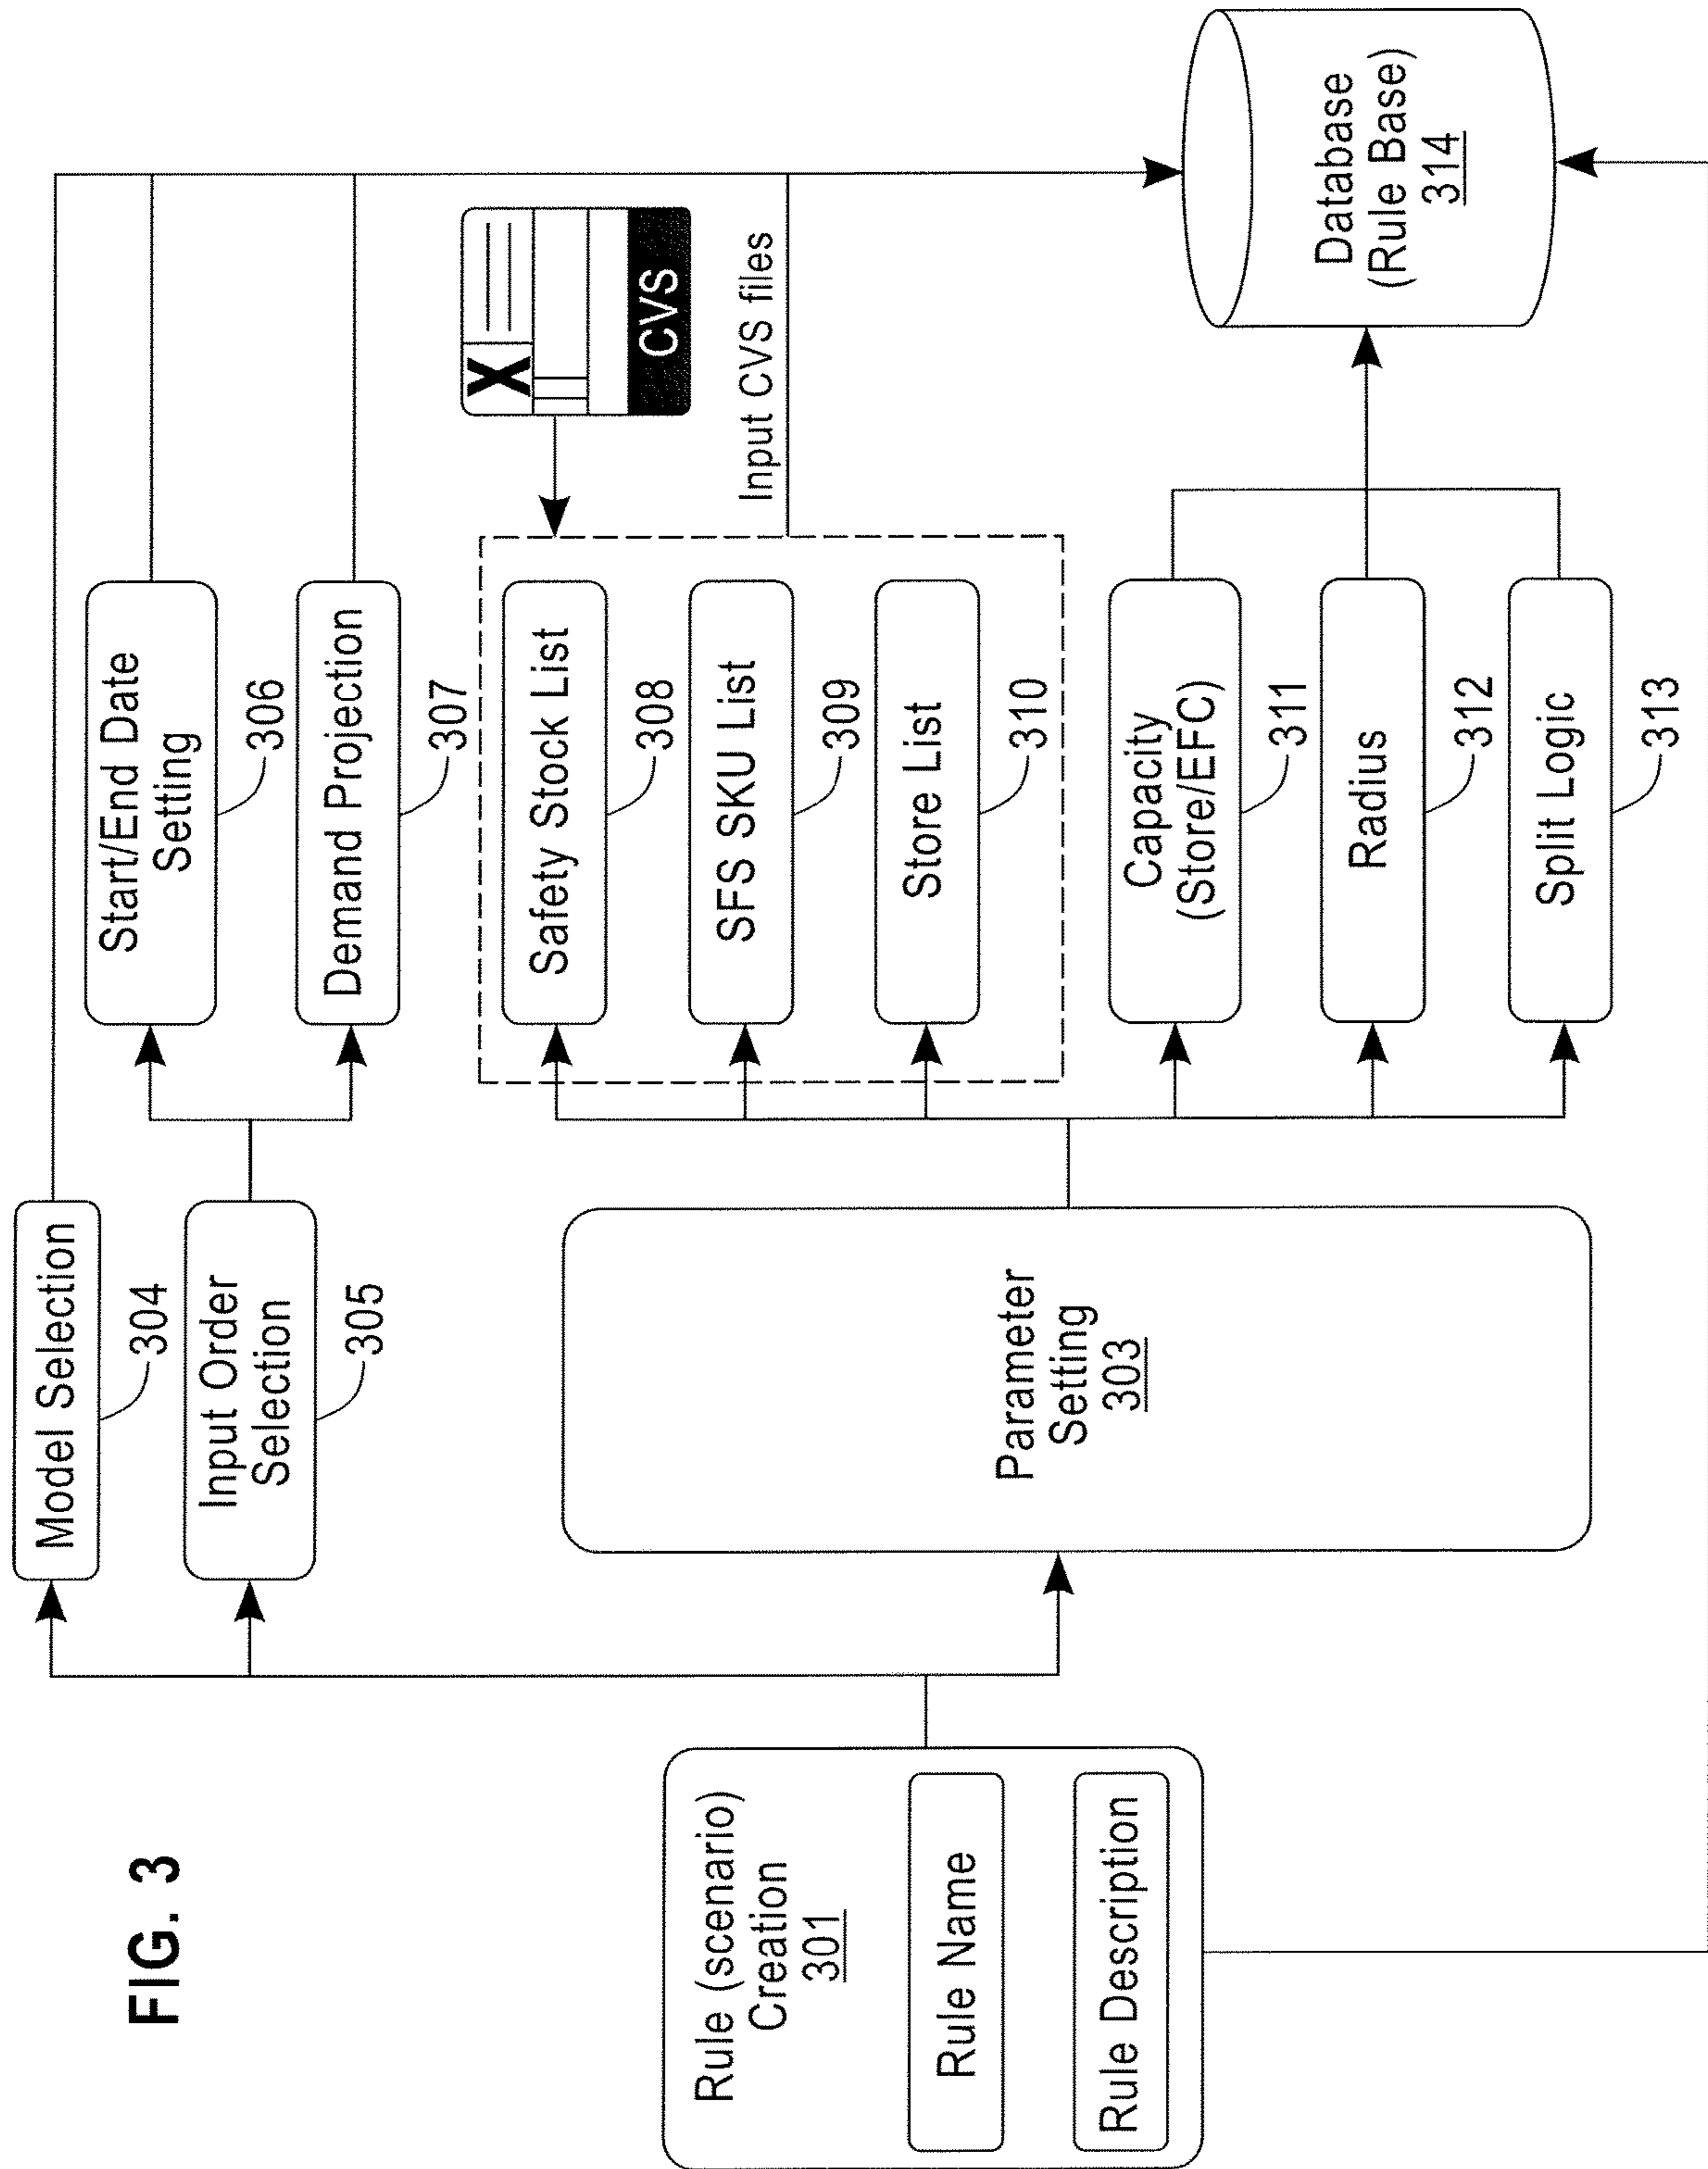 FIG. 3
Rule (scenario)
Creation
301
Rule Name
Rule Description
Model Selection
304
Input Order
Selection
305
Parameter
Setting
303
Start/End Date
Setting
306
Demand Projection
307
Safety Stock List
308
SFS SKU List
309
Store List
310
Capacity
(Store/EFC)
311
Radius
312
Split Logic
313
X
CVS
Input CVS files
Database
(Rule Base)
314